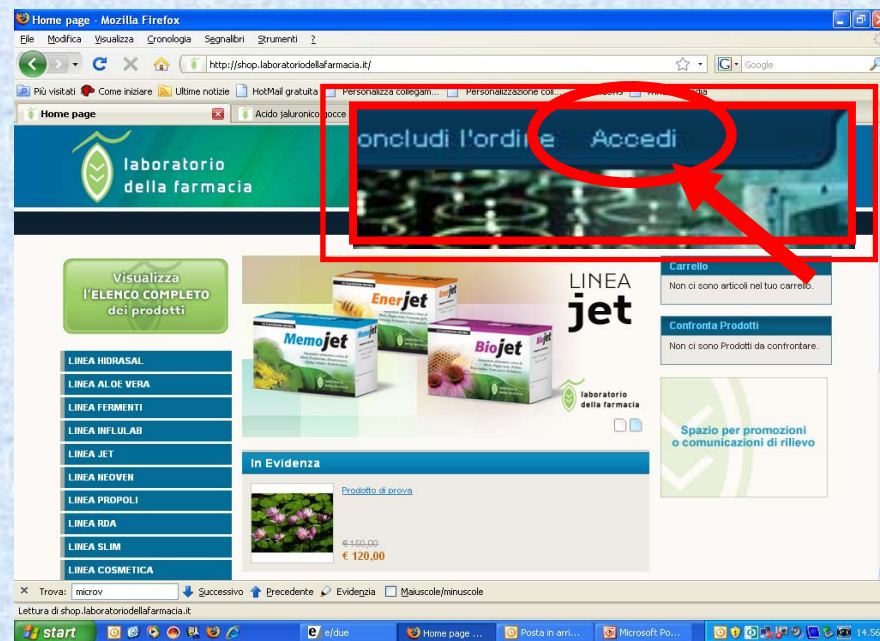 Home page - Mozilla Firefox
File Modifica Visualizza Cronologia Segnalibri Strumenti ?
http://shop.laboratoriodellafarmacia.it/
Google
Più visitati Come iniziare Ultime notizie HotMail gratuita Personalizza collegam... Personalizzazione coll...
Home page
Acido jaluronico gocce
oncludi l'ordine Accedi
laboratorio
della farmacia
Visualizza
l'ELENCO COMPLETO
dei prodotti
LINEA HIDRASAL
LINEA ALOE VERA
LINEA FERMENTI
LINEA INFLULAB
LINEA JET
LINEA NEOVEN
LINEA PROPOLI
LINEA RDA
LINEA SLIM
LINEA COSMETICA
LINEA
jet
Enerjet
Memojet
Biojet
laboratorio
della farmacia
In Evidenza
Prodotto di prova
€ 150,00
€ 120,00
Carrello
Non ci sono articoli nel tuo carrello.
Confronta Prodotti
Non ci sono Prodotti da confrontare.
Spazio per promozioni
o comunicazioni di rilievo
Trova: microv Successivo Precedente Evidenzia Maiuscole/minuscole
Lettura di shop.laboratoriodellafarmacia.it
start e/due Home page ... Posta in arri... Microsoft Po... 14.56